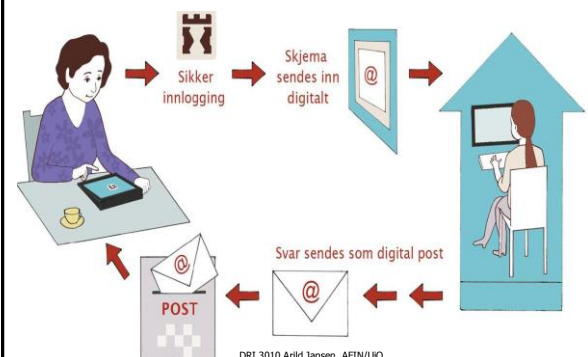 Sikker
innlogging
Skjema
sendes inn
digitalt
@
Svar sendes som digital post
@
@
POST
DRI 3010 Arild Jansen, AFIN/UiO